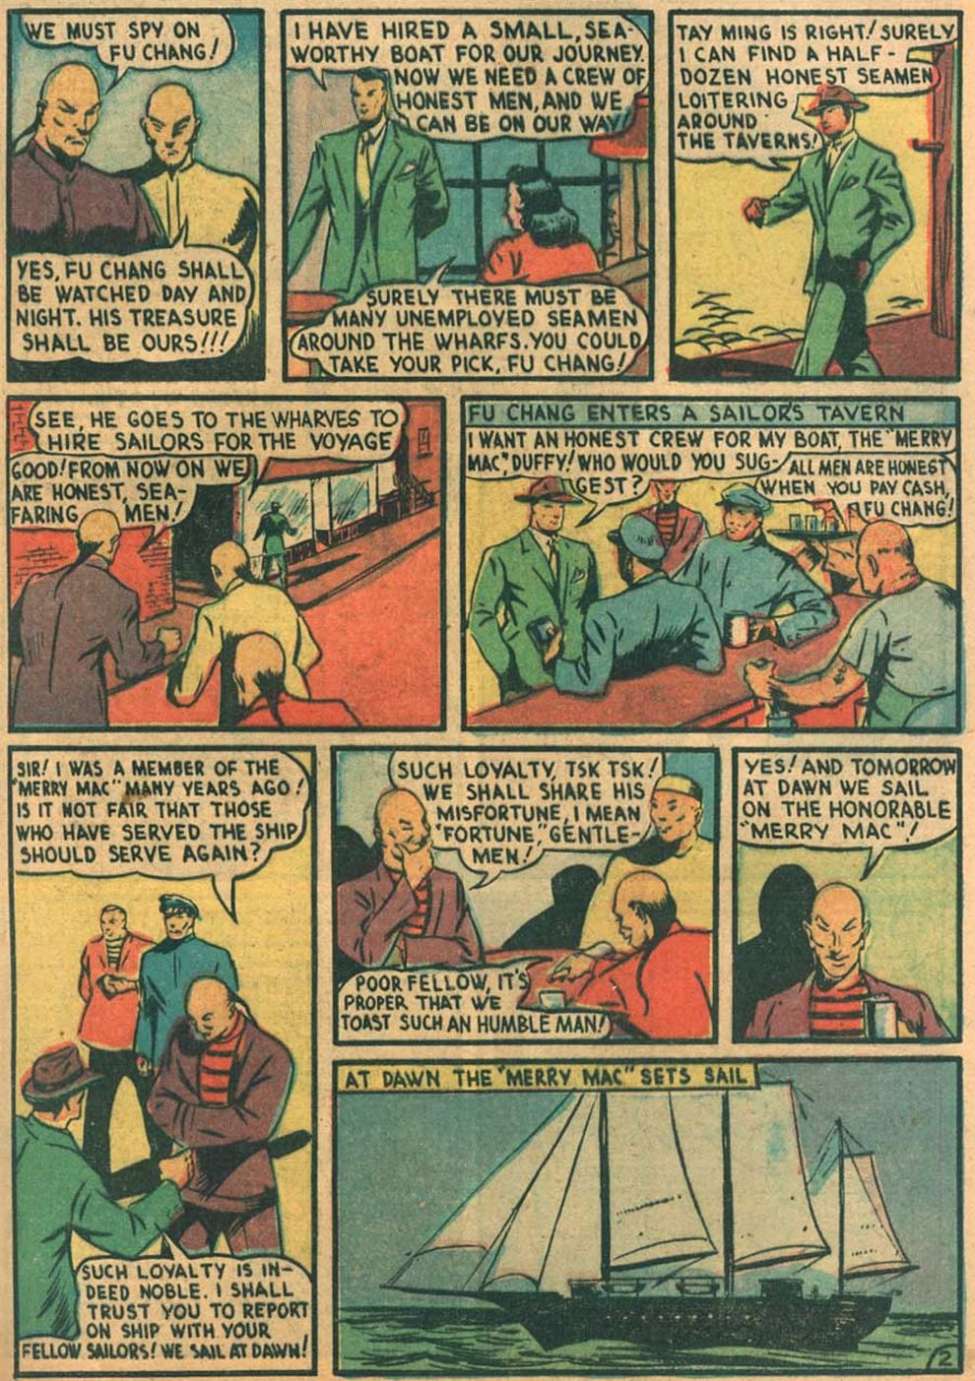 WE MUST SPY ON
FU CHANG!
YES, FU CHANG SHALL
BE WATCHED DAY AND
NIGHT. HIS TREASURE
SHALL BE OURS!!!
I HAVE HIRED A SMALL, SEA-
WORTHY BOAT FOR OUR JOURNEY.
NOW WE NEED A CREW OF
HONEST MEN, AND WE
CAN BE ON OUR WAY!
SURELY THERE MUST BE
MANY UNEMPLOYED SEAMEN
AROUND THE WHARFS. YOU COULD
TAKE YOUR PICK, FU CHANG!
TAY MING IS RIGHT! SURELY
I CAN FIND A HALF-
DOZEN HONEST SEAMEN
LOITERING
AROUND
THE TAVERNS!
SEE, HE GOES TO THE WHARVES TO
HIRE SAILORS FOR THE VOYAGE
GOOD! FROM NOW ON WE
ARE HONEST, SEA-
FARING MEN!
FU CHANG ENTERS A SAILOR'S TAVERN
I WANT AN HONEST CREW FOR MY BOAT, THE "MERRY
MAC," DUFFY! WHO WOULD YOU SUG-
GEST?
ALL MEN ARE HONEST
WHEN YOU PAY CASH,
FU CHANG!
SIR! I WAS A MEMBER OF THE
"MERRY MAC" MANY YEARS AGO!
IS IT NOT FAIR THAT THOSE
WHO HAVE SERVED THE SHIP
SHOULD SERVE AGAIN?
SUCH LOYALTY IS IN-
DEED NOBLE. I SHALL
TRUST YOU TO REPORT
ON SHIP WITH YOUR
FELLOW SAILORS! WE SAIL AT DAWN!
SUCH LOYALTY, TSK TSK!
WE SHALL SHARE HIS
MISFORTUNE, I MEAN
"FORTUNE," GENTLE-
MEN!
POOR FELLOW, IT'S
PROPER THAT WE
TOAST SUCH AN HUMBLE MAN!
YES! AND TOMORROW
AT DAWN WE SAIL
ON THE HONORABLE
"MERRY MAC"!
AT DAWN THE "MERRY MAC" SETS SAIL
2